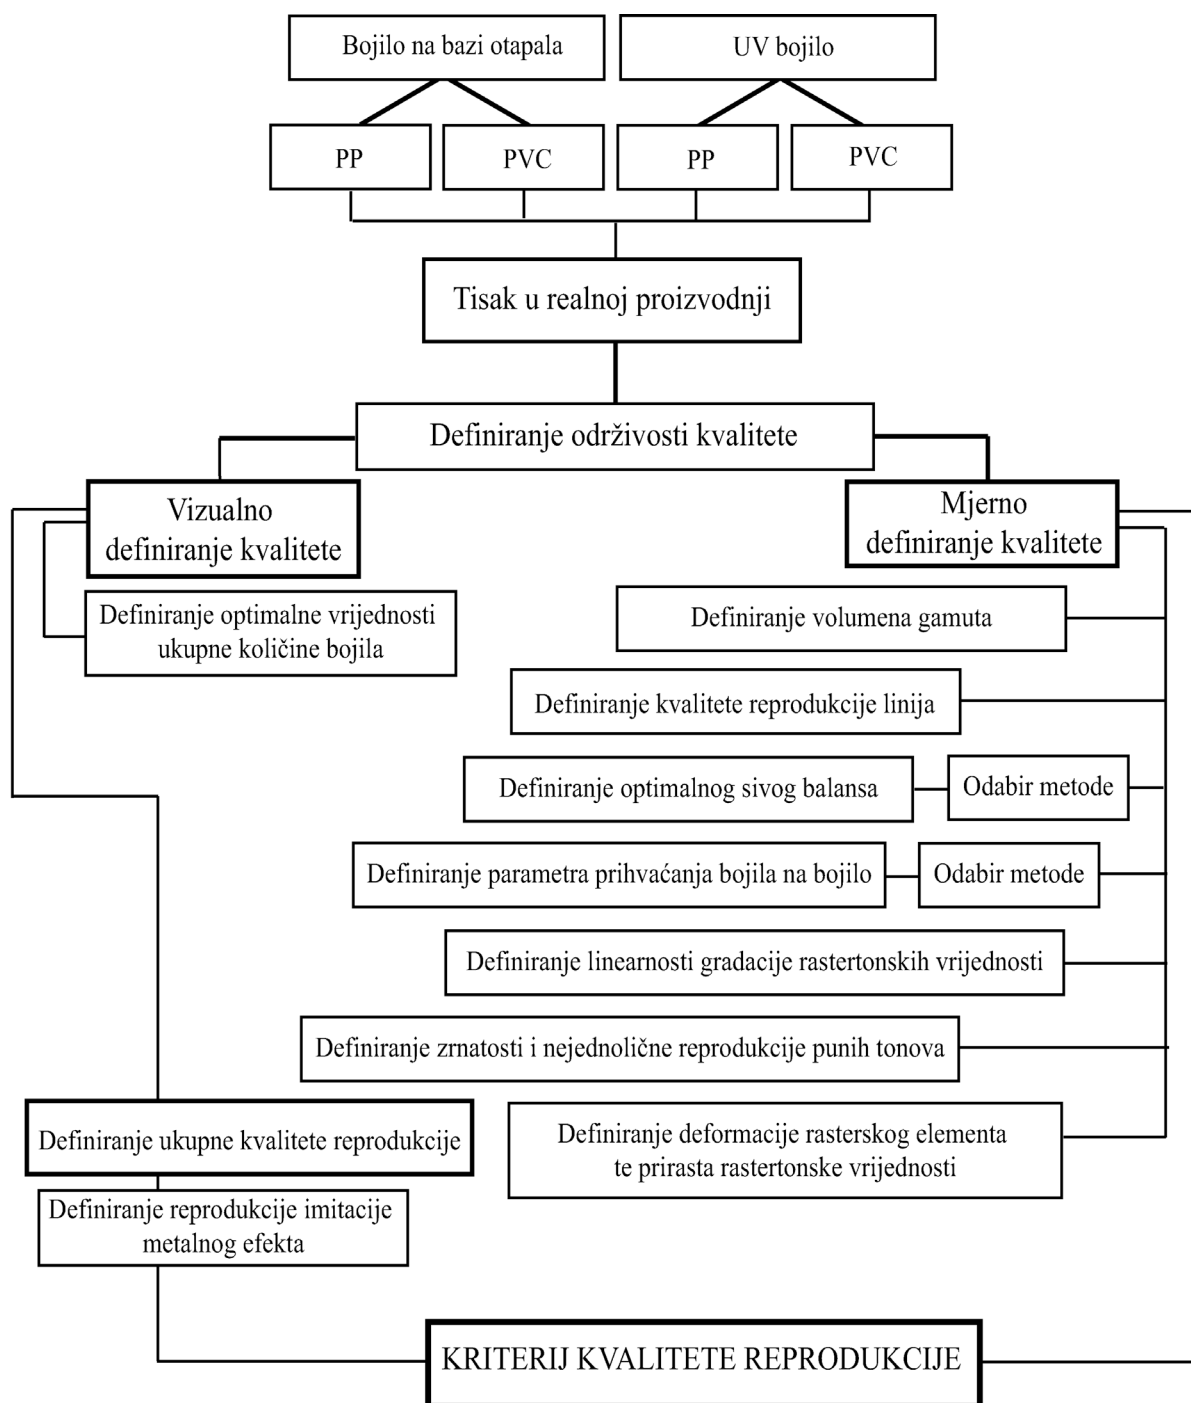 Bojilo na bazi otapala
UV bojilo
PP
PVC
PP
PVC
Tisak u realnoj proizvodnji
Definiranje održivosti kvalitete
Vizualno
definiranje kvalitete
Mjerno
definiranje kvalitete
Definiranje optimalne vrijednosti
ukupne količine bojila
Definiranje volumena gamuta
Definiranje kvalitete reprodukcije linija
Definiranje optimalnog sivog balansa
Odabir metode
Definiranje parametra prihvaćanja bojila na bojilo
Odabir metode
Definiranje linearnosti gradacije rastertonskih vrijednosti
Definiranje zrnatosti i nejednolične reprodukcije punih tonova
Definiranje ukupne kvalitete reprodukcije
Definiranje deformacije rasterskog elementa
te prirasta rastertonske vrijednosti
Definiranje reprodukcije imitacije
metalnog efekta
KRITERIJ KVALITETE REPRODUKCIJE